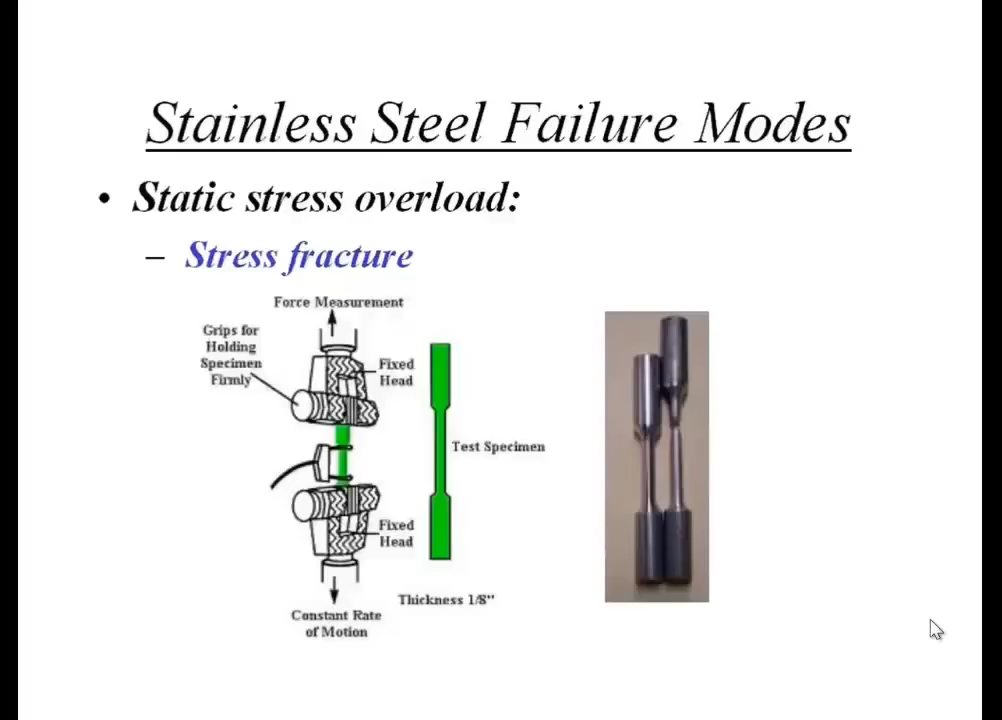 Stainless Steel Failure Modes
• Static stress overload:
– Stress fracture
Force Measurement
Grips for
Holding
Specimen
Firmly
Fixed
Head
Test Specimen
Fixed
Head
Thickness 1/8"
Constant Rate
of Motion